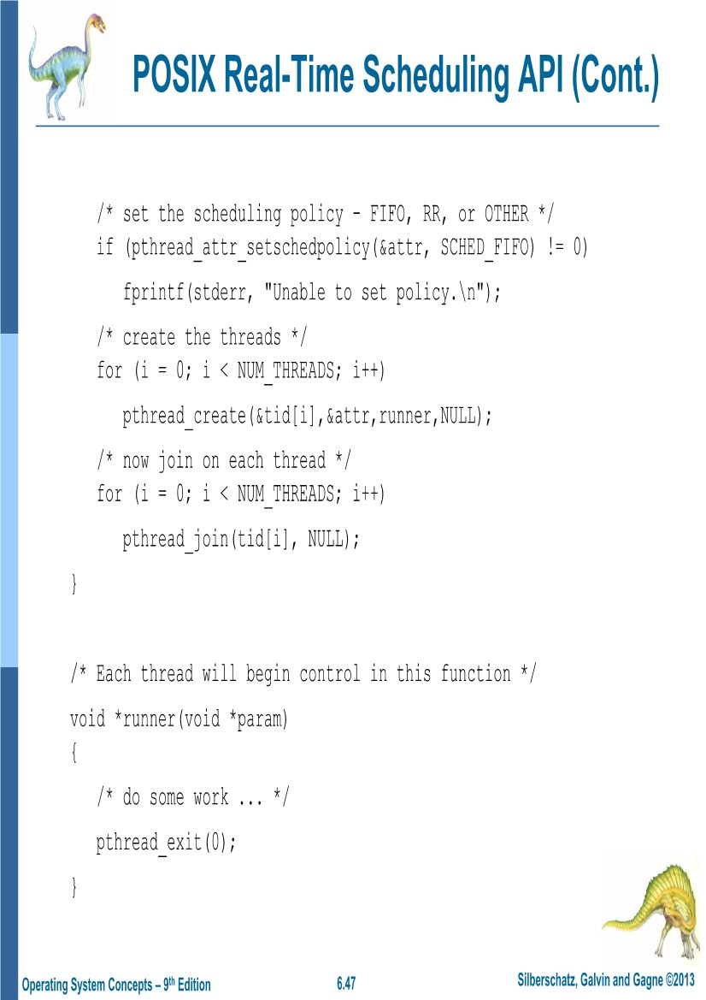 POSIX Real-Time Scheduling API (Cont.)
/* set the scheduling policy - FIFO, RR, or OTHER */
if (pthread_attr_setschedpolicy(&attr, SCHED_FIFO) != 0)
fprintf(stderr, "Unable to set policy.\n");
/* create the threads */
for (i = 0; i < NUM_THREADS; i++)
pthread_create(&tid[i],&attr,runner,NULL);
/* now join on each thread */
for (i = 0; i < NUM_THREADS; i++)
pthread_join(tid[i], NULL);
}
/* Each thread will begin control in this function */
void *runner(void *param)
{
/* do some work ... */
pthread_exit(0);
}
Operating System Concepts – 9th Edition
6.47
Silberschatz, Galvin and Gagne ©2013